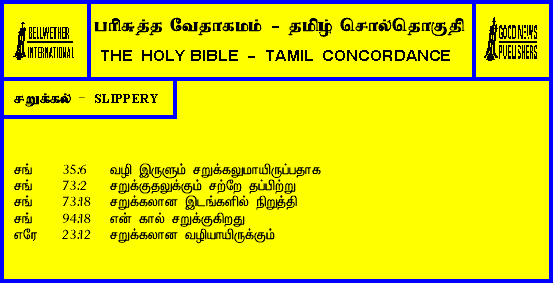 BELLWETHER
INTERNATIONAL
பரிசுத்த வேதாகமம் - தமிழ் சொல்தொகுதி
THE HOLY BIBLE - TAMIL CONCORDANCE
GOOD NEWS
PUBLISHERS
சறுக்கல் - SLIPPERY
சங் 35:6 வழி இருளும் சறுக்கலுமாயிருப்பதாக
சங் 73:2 சறுக்குதலுக்கும் சற்றே தப்பிற்று
சங் 73:18 சறுக்கலான இடங்களில் நிறுத்தி
சங் 94:18 என் கால் சறுக்குகிறது
எரே 23:12 சறுக்கலான வழியாயிருக்கும்